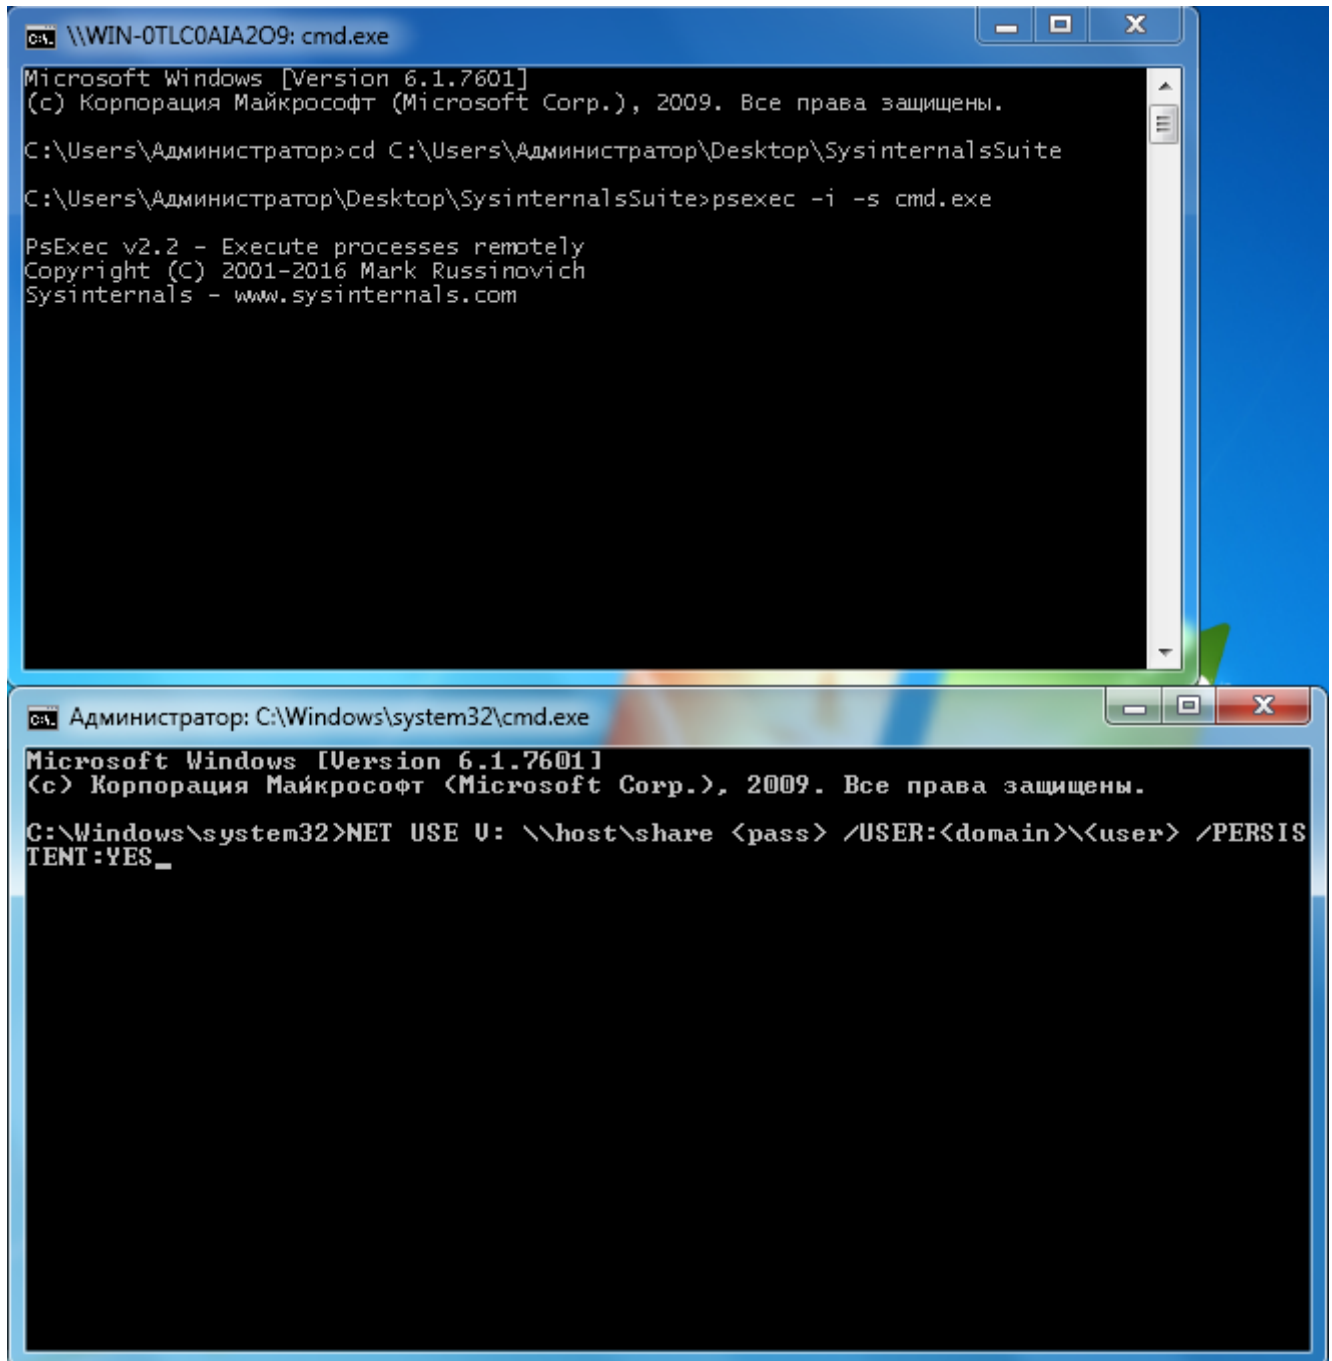 \\WIN-0TLC0AIA2O9: cmd.exe
Microsoft Windows [Version 6.1.7601]
(c) Корпорация Майкрософт (Microsoft Corp.), 2009. Все права защищены.
C:\Users\Администратор>cd C:\Users\Администратор\Desktop\SysinternalsSuite
C:\Users\Администратор\Desktop\SysinternalsSuite>psexec -i -s cmd.exe
PsExec v2.2 - Execute processes remotely
Copyright (C) 2001-2016 Mark Russinovich
Sysinternals - www.sysinternals.com
Администратор: C:\Windows\system32\cmd.exe
Microsoft Windows [Version 6.1.7601]
(c) Корпорация Майкрософт (Microsoft Corp.), 2009. Все права защищены.
C:\Windows\system32>NET USE V: \\host\share <pass> /USER:<domain>\<user> /PERSIS
TENT:YES_